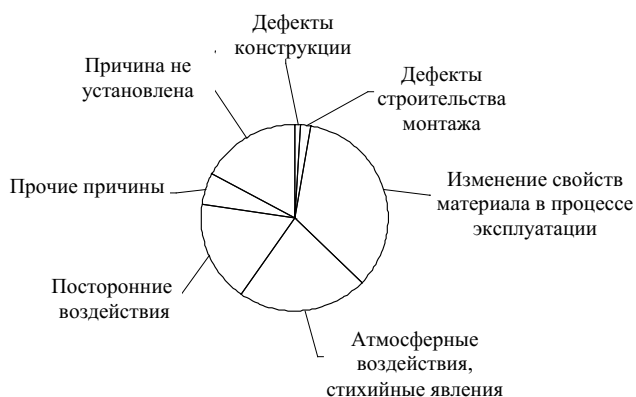 Дефекты
конструкции
Дефекты
строительства
монтажа
Изменение свойств
материала в процессе
эксплуатации
Атмосферные
воздействия,
стихийные явления
Посторонние
воздействия
Прочие причины
Причина не
установлена